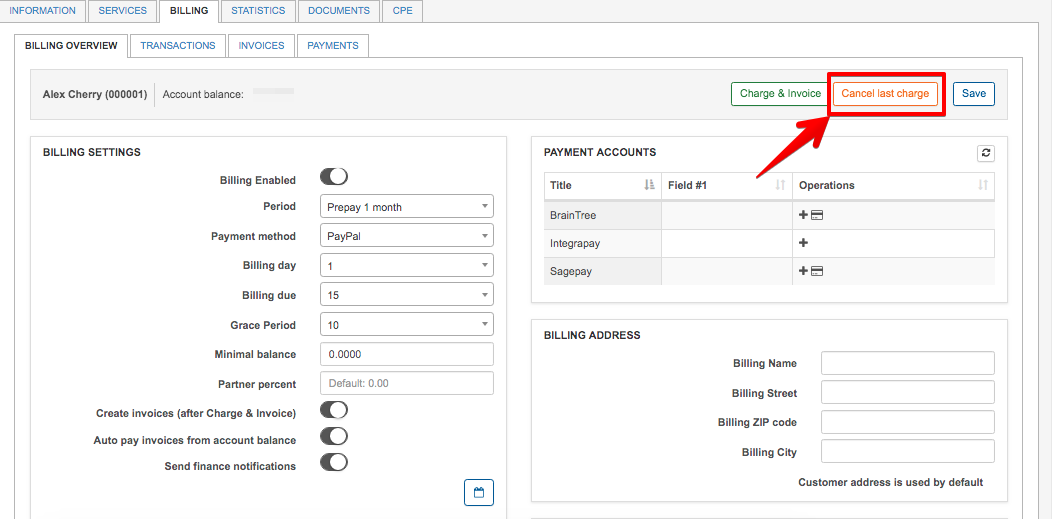 INFORMATION SERVICES BILLING STATISTICS DOCUMENTS CPE
BILLING OVERVIEW TRANSACTIONS INVOICES PAYMENTS
Alex Cherry (000001) Account balance: Charge & Invoice Cancel last charge Save
BILLING SETTINGS
Billing Enabled
Period Prepay 1 month
Payment method PayPal
Billing day 1
Billing due 15
Grace Period 10
Minimal balance 0.0000
Partner percent Default: 0.00
Create invoices (after Charge & Invoice)
Auto pay invoices from account balance
Send finance notifications
PAYMENT ACCOUNTS
Title Field #1 Operations
BrainTree
Integrapay
Sagepay
BILLING ADDRESS
Billing Name
Billing Street
Billing ZIP code
Billing City
Customer address is used by default